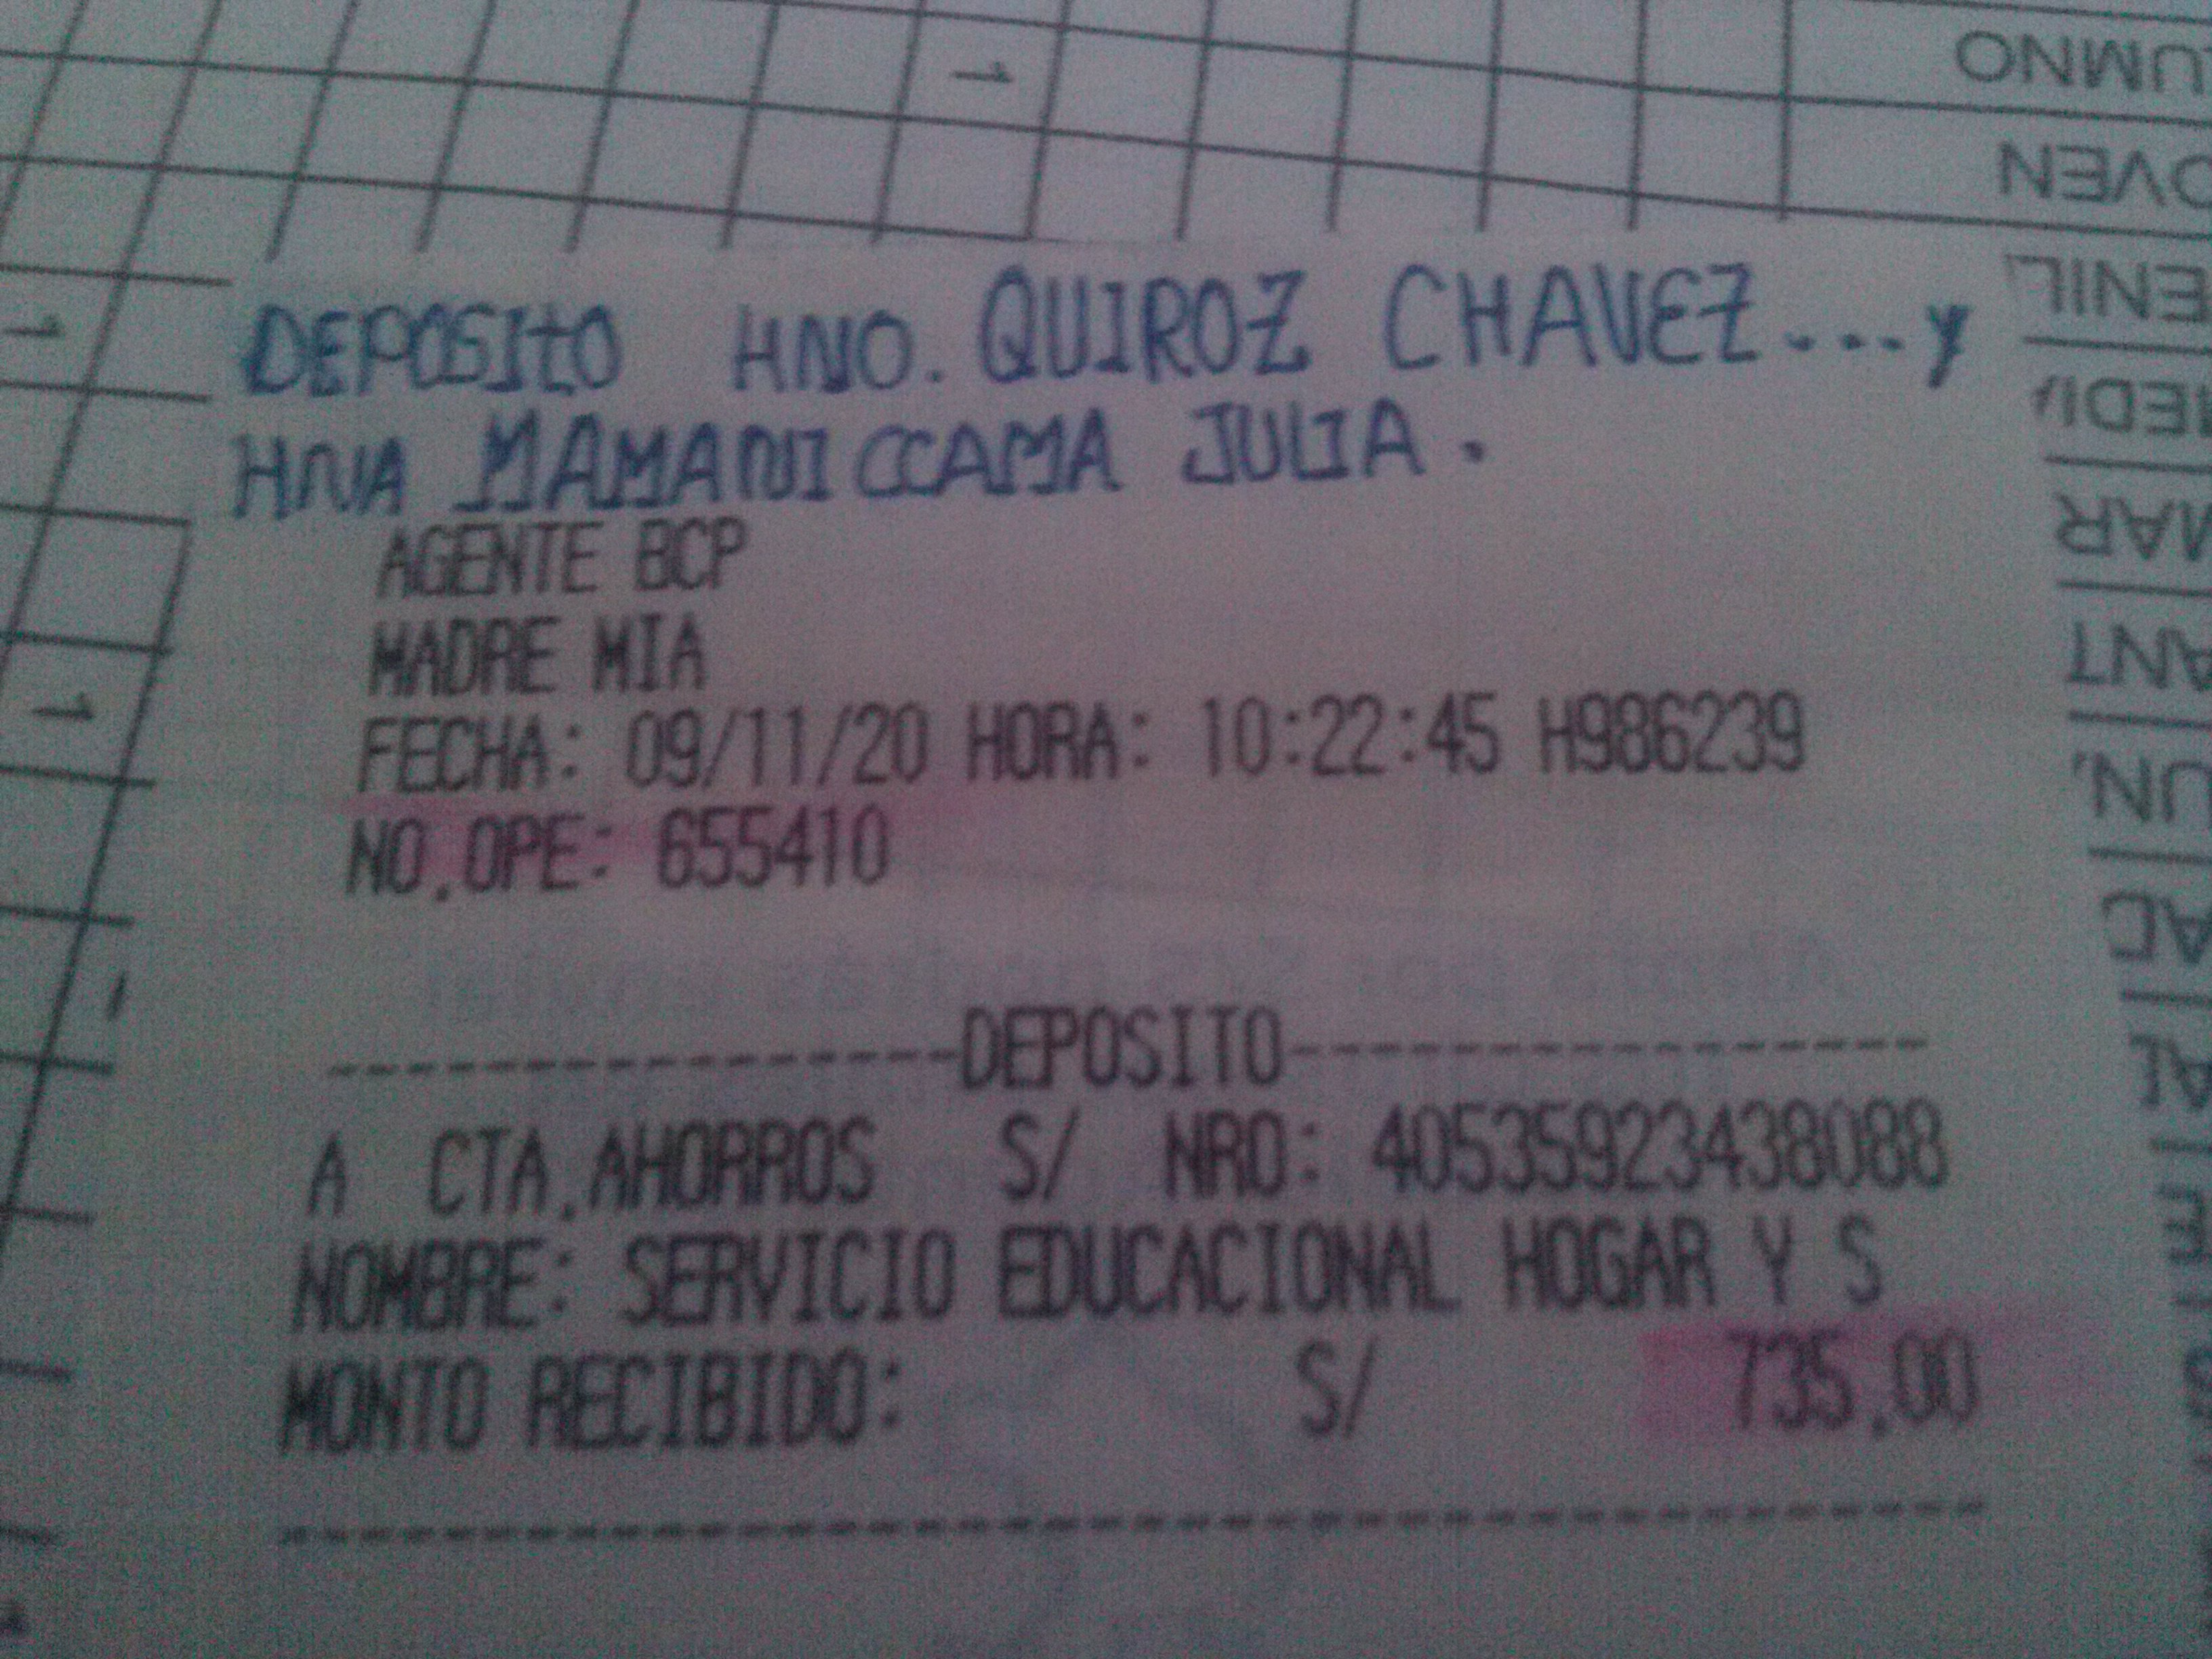 DEPOSITO HNO. QUIROZ CHAVEZ....y
HNA MAMANI CCAMA JULIA.
AGENTE BCP
MADRE MIA
FECHA: 09/11/20 HORA: 10:22:45 H986239
NO.OPE: 655410
-----------------DEPOSITO-----------------
A CTA.AHORROS S/ NRO: 40535923438088
NOMBRE: SERVICIO EDUCACIONAL HOGAR Y S
MONTO RECIBIDO: S/ 735.00